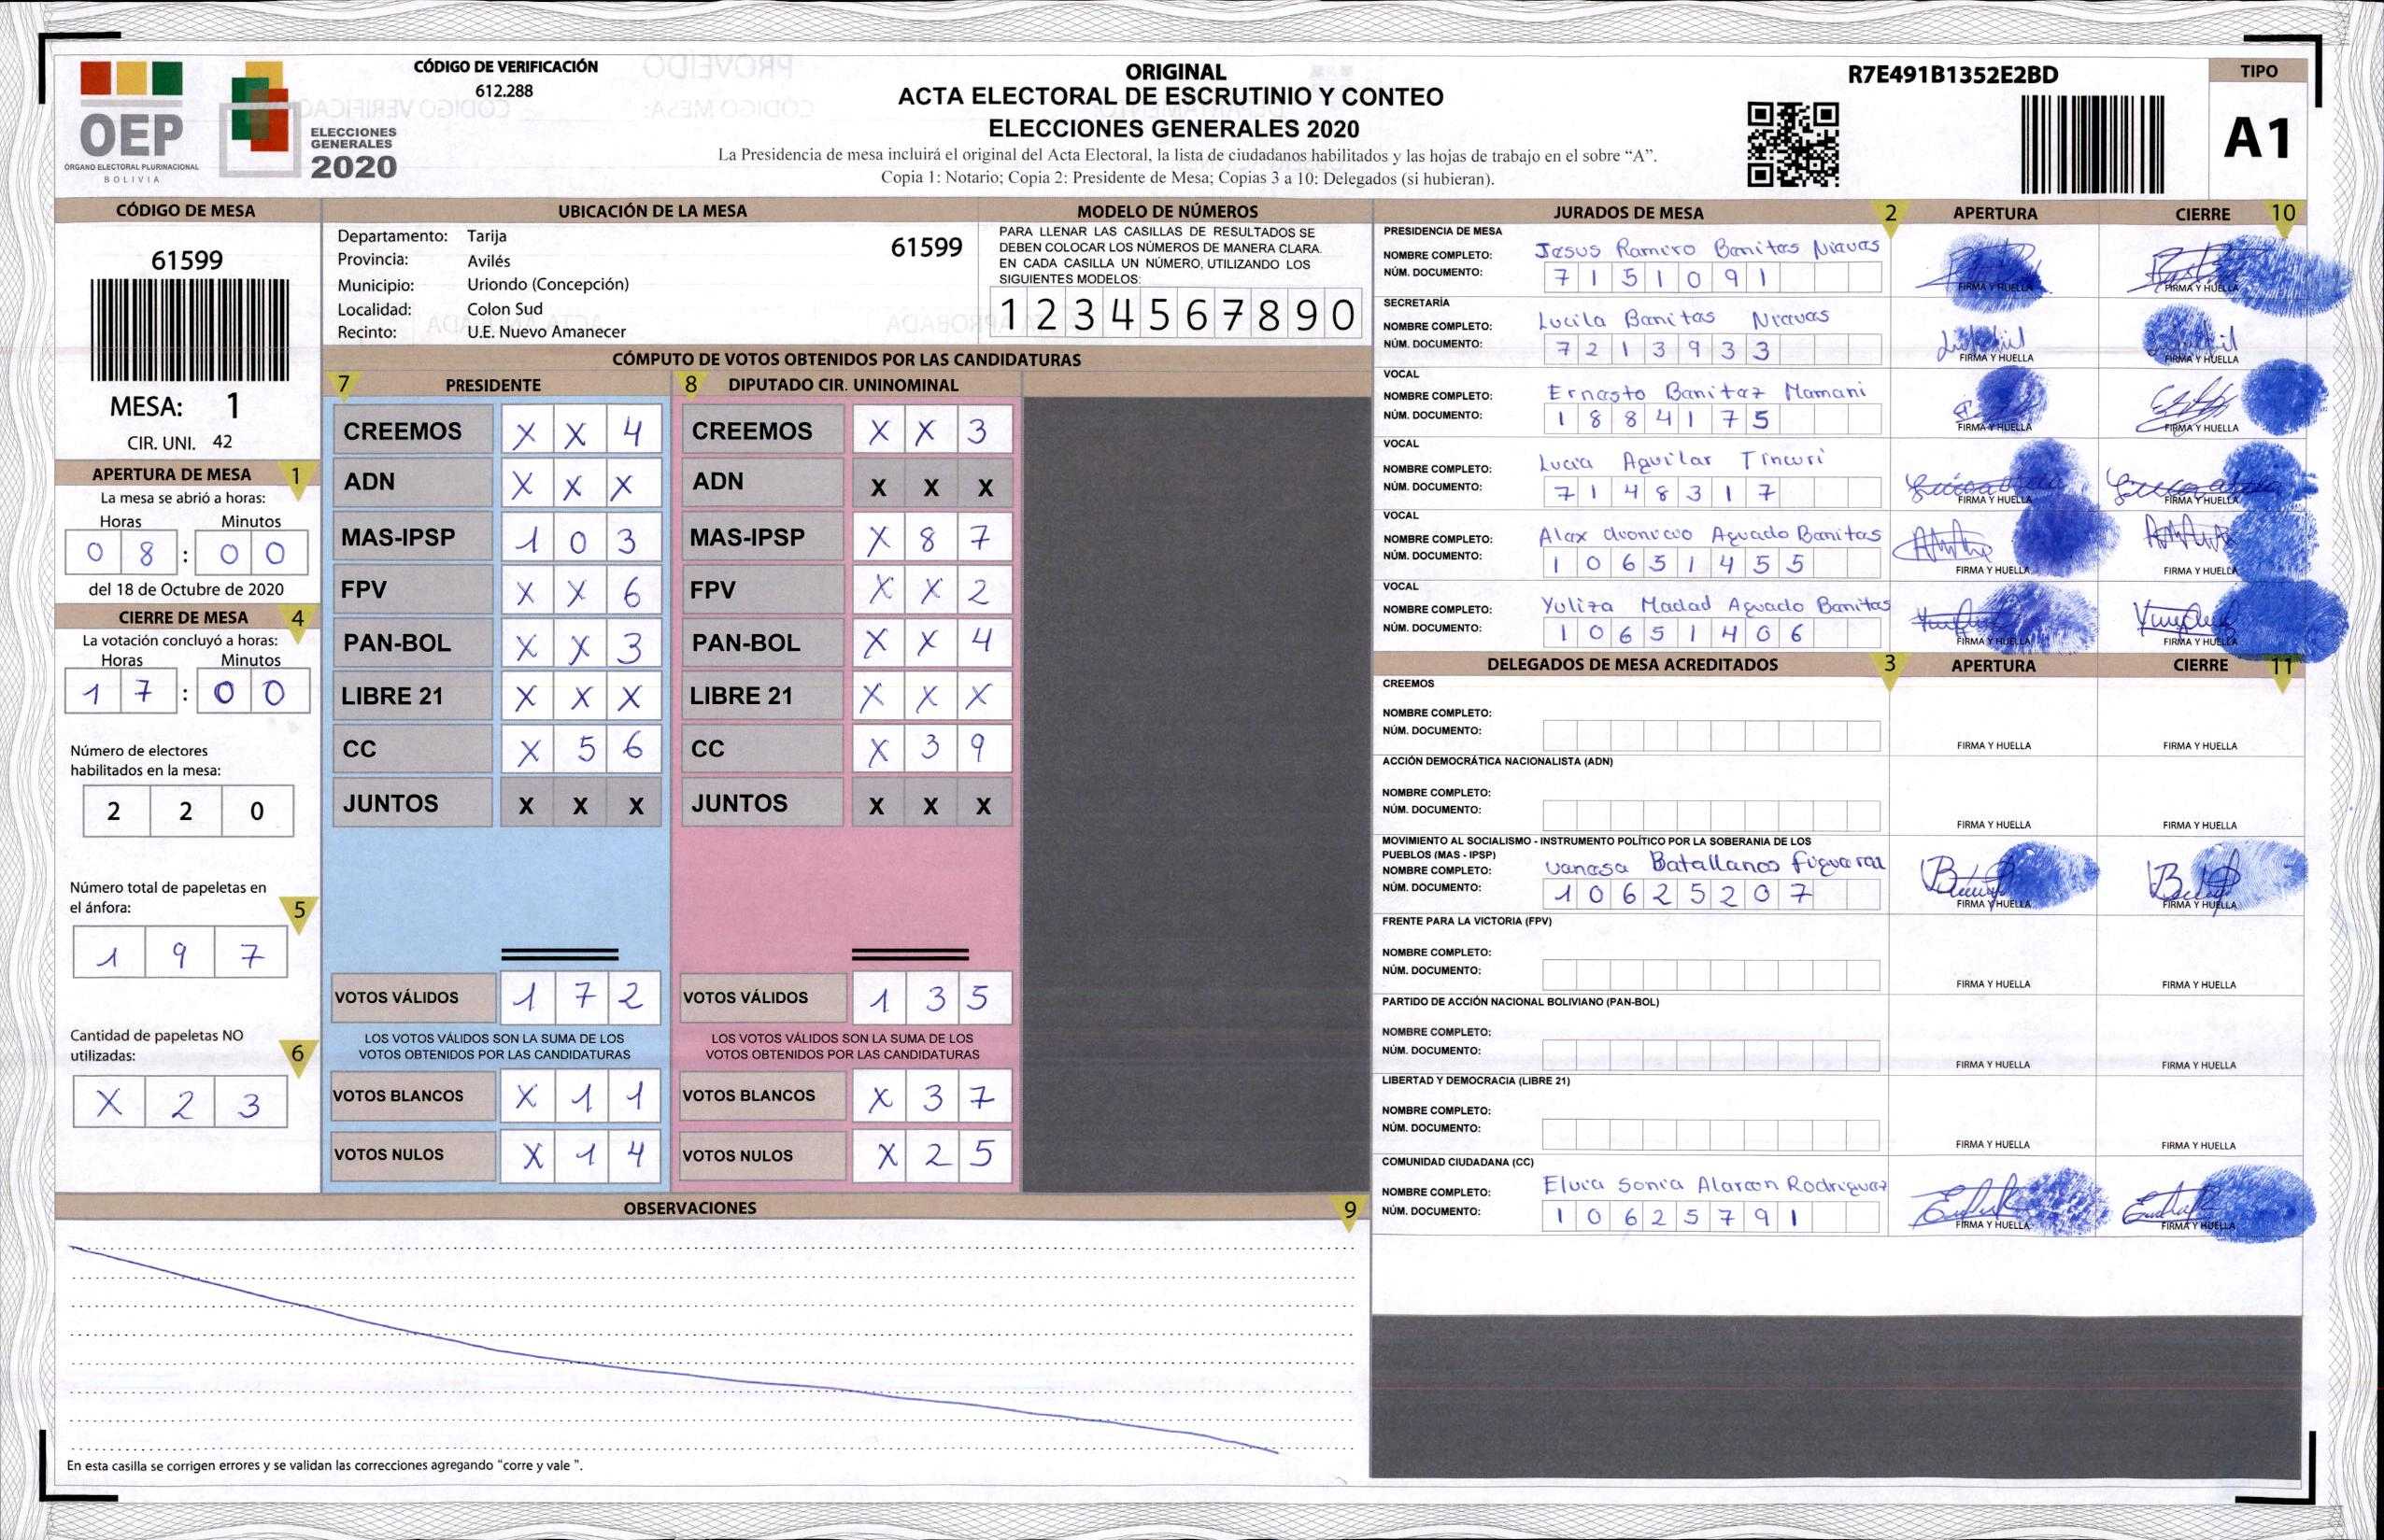 CÓDIGO DE VERIFICACIÓN
612.288
OEP
ÓRGANO ELECTORAL PLURINACIONAL
BOLIVIA
ELECCIONES
GENERALES
2020
ORIGINAL
ACTA ELECTORAL DE ESCRUTINIO Y CONTEO
ELECCIONES GENERALES 2020
La Presidencia de mesa incluirá el original del Acta Electoral, la lista de ciudadanos habilitados y las hojas de trabajo en el sobre “A”.
Copia 1: Notario; Copia 2: Presidente de Mesa; Copias 3 a 10: Delegados (si hubieran).
R7E491B1352E2BD
TIPO
A1
CÓDIGO DE MESA
61599
MESA: 1
CIR. UNI. 42
APERTURA DE MESA 1
La mesa se abrió a horas:
Horas Minutos
0 8 : 0 0
del 18 de Octubre de 2020
CIERRE DE MESA 4
La votación concluyó a horas:
Horas Minutos
1 7 : 0 0
Número de electores
habilitados en la mesa:
2 2 0
Número total de papeletas en
el ánfora: 5
1 9 7
Cantidad de papeletas NO
utilizadas: 6
X 2 3
UBICACIÓN DE LA MESA
Departamento: Tarija 61599
Provincia: Avilés
Municipio: Uriondo (Concepción)
Localidad: Colon Sud
Recinto: U.E. Nuevo Amanecer
MODELO DE NÚMEROS
PARA LLENAR LAS CASILLAS DE RESULTADOS SE
DEBEN COLOCAR LOS NÚMEROS DE MANERA CLARA.
EN CADA CASILLA UN NÚMERO, UTILIZANDO LOS
SIGUIENTES MODELOS:
1 2 3 4 5 6 7 8 9 0
CÓMPUTO DE VOTOS OBTENIDOS POR LAS CANDIDATURAS
7 PRESIDENTE
CREEMOS X X 4
ADN X X X
MAS-IPSP 1 0 3
FPV X X 6
PAN-BOL X X 3
LIBRE 21 X X X
CC X 5 6
JUNTOS X X X
VOTOS VÁLIDOS 1 7 2
LOS VOTOS VÁLIDOS SON LA SUMA DE LOS
VOTOS OBTENIDOS POR LAS CANDIDATURAS
VOTOS BLANCOS X 1 1
VOTOS NULOS X 1 4
8 DIPUTADO CIR. UNINOMINAL
CREEMOS X X 3
ADN X X X
MAS-IPSP X 8 7
FPV X X 2
PAN-BOL X X 4
LIBRE 21 X X X
CC X 3 9
JUNTOS X X X
VOTOS VÁLIDOS 1 3 5
LOS VOTOS VÁLIDOS SON LA SUMA DE LOS
VOTOS OBTENIDOS POR LAS CANDIDATURAS
VOTOS BLANCOS X 3 7
VOTOS NULOS X 2 5
OBSERVACIONES 9
En esta casilla se corrigen errores y se validan las correcciones agregando “corre y vale ”.
JURADOS DE MESA 2 APERTURA CIERRE 10
PRESIDENCIA DE MESA
NOMBRE COMPLETO: Jesus Ramiro Benites
NÚM. DOCUMENTO: 7 1 5 1 0 9 1
FIRMA Y HUELLA FIRMA Y HUELLA
SECRETARÍA
NOMBRE COMPLETO: Lucila Benites
NÚM. DOCUMENTO: 7 2 1 3 9 3 3
FIRMA Y HUELLA FIRMA Y HUELLA
VOCAL
NOMBRE COMPLETO: Ernesto Benitez Mamani
NÚM. DOCUMENTO: 1 8 8 4 1 7 5
FIRMA Y HUELLA FIRMA Y HUELLA
VOCAL
NOMBRE COMPLETO: Lucia Aguilar
NÚM. DOCUMENTO: 7 1 4 8 3 1 7
FIRMA Y HUELLA FIRMA Y HUELLA
VOCAL
NOMBRE COMPLETO: Alex Aguado Benites
NÚM. DOCUMENTO: 1 0 6 5 1 4 5 5
FIRMA Y HUELLA FIRMA Y HUELLA
VOCAL
NOMBRE COMPLETO: Yuliza Aguado Benites
NÚM. DOCUMENTO: 1 0 6 5 1 4 0 6
FIRMA Y HUELLA FIRMA Y HUELLA
DELEGADOS DE MESA ACREDITADOS 3 APERTURA CIERRE 11
CREEMOS
NOMBRE COMPLETO:
NÚM. DOCUMENTO:
FIRMA Y HUELLA FIRMA Y HUELLA
ACCIÓN DEMOCRÁTICA NACIONALISTA (ADN)
NOMBRE COMPLETO:
NÚM. DOCUMENTO:
FIRMA Y HUELLA FIRMA Y HUELLA
MOVIMIENTO AL SOCIALISMO - INSTRUMENTO POLÍTICO POR LA SOBERANIA DE LOS
PUEBLOS (MAS - IPSP)
NOMBRE COMPLETO: Vanesa Batallanos
NÚM. DOCUMENTO: 1 0 6 2 5 2 0 7
FIRMA Y HUELLA FIRMA Y HUELLA
FRENTE PARA LA VICTORIA (FPV)
NOMBRE COMPLETO:
NÚM. DOCUMENTO:
FIRMA Y HUELLA FIRMA Y HUELLA
PARTIDO DE ACCIÓN NACIONAL BOLIVIANO (PAN-BOL)
NOMBRE COMPLETO:
NÚM. DOCUMENTO:
FIRMA Y HUELLA FIRMA Y HUELLA
LIBERTAD Y DEMOCRACIA (LIBRE 21)
NOMBRE COMPLETO:
NÚM. DOCUMENTO:
FIRMA Y HUELLA FIRMA Y HUELLA
COMUNIDAD CIUDADANA (CC)
NOMBRE COMPLETO: Sonia Alarcon Rodriguez
NÚM. DOCUMENTO: 1 0 6 2 5 7 9 1
FIRMA Y HUELLA FIRMA Y HUELLA